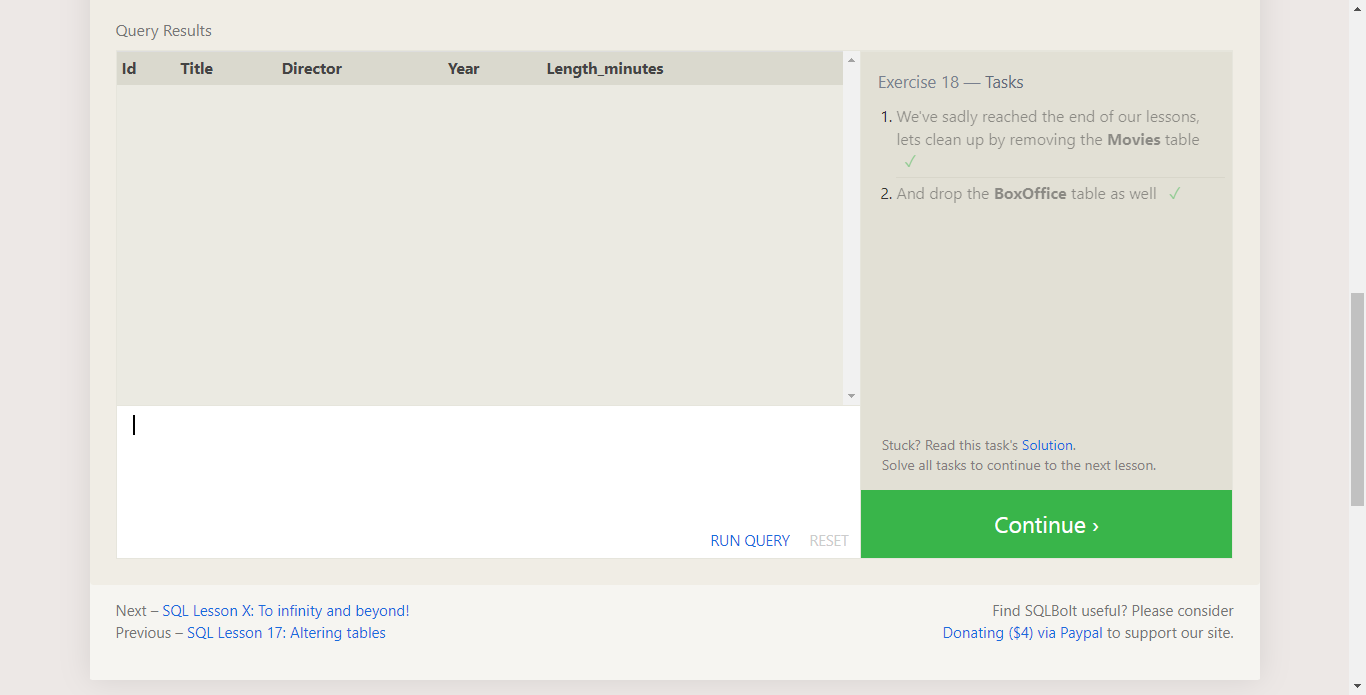 Query Results
Id Title Director Year Length_minutes
Exercise 18 — Tasks
1. We've sadly reached the end of our lessons,
lets clean up by removing the Movies table
✓
2. And drop the BoxOffice table as well ✓
Stuck? Read this task's Solution.
Solve all tasks to continue to the next lesson.
RUN QUERY RESET
Continue ›
Next – SQL Lesson X: To infinity and beyond!
Previous – SQL Lesson 17: Altering tables
Find SQLBolt useful? Please consider
Donating ($4) via Paypal to support our site.